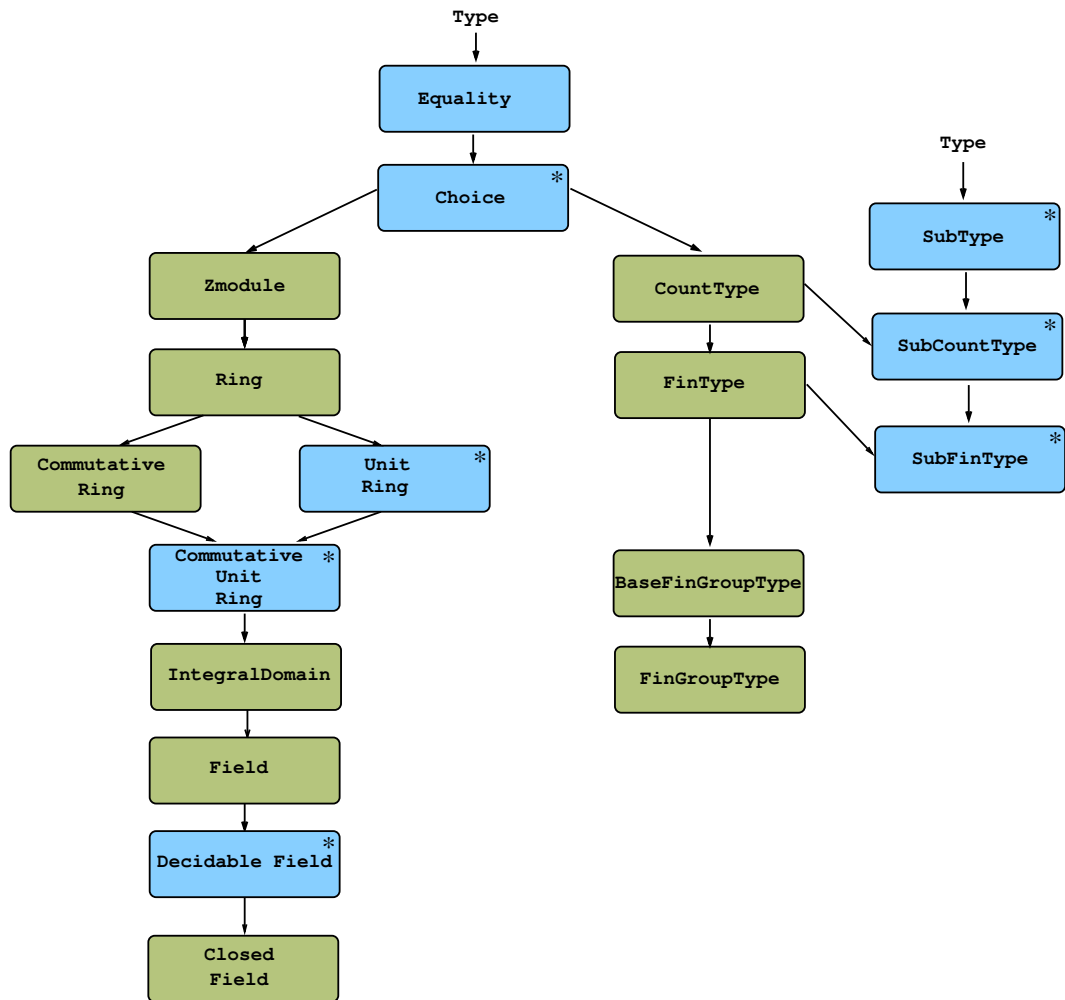 Type
Equality
Type
Choice
*
SubType
*
Zmodule
CountType
SubCountType
*
Ring
FinType
Commutative
Ring
Unit
Ring
*
SubFinType
*
Commutative
Unit
Ring
*
BaseFinGroupType
IntegralDomain
FinGroupType
Field
Decidable Field
*
Closed
Field